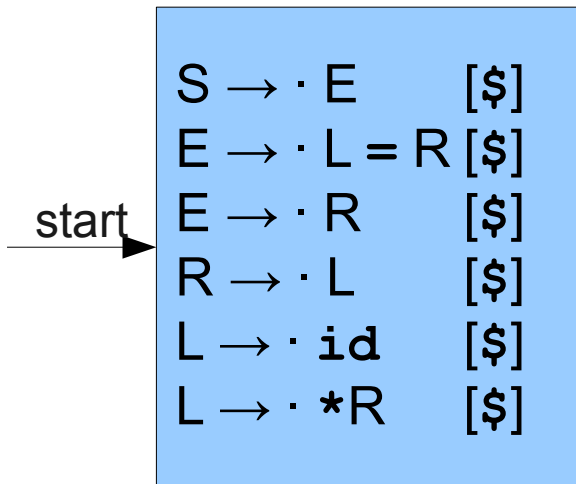 S → · E [$]
E → · L = R [$]
E → · R [$]
start
R → · L [$]
L → · id [$]
L → · *R [$]